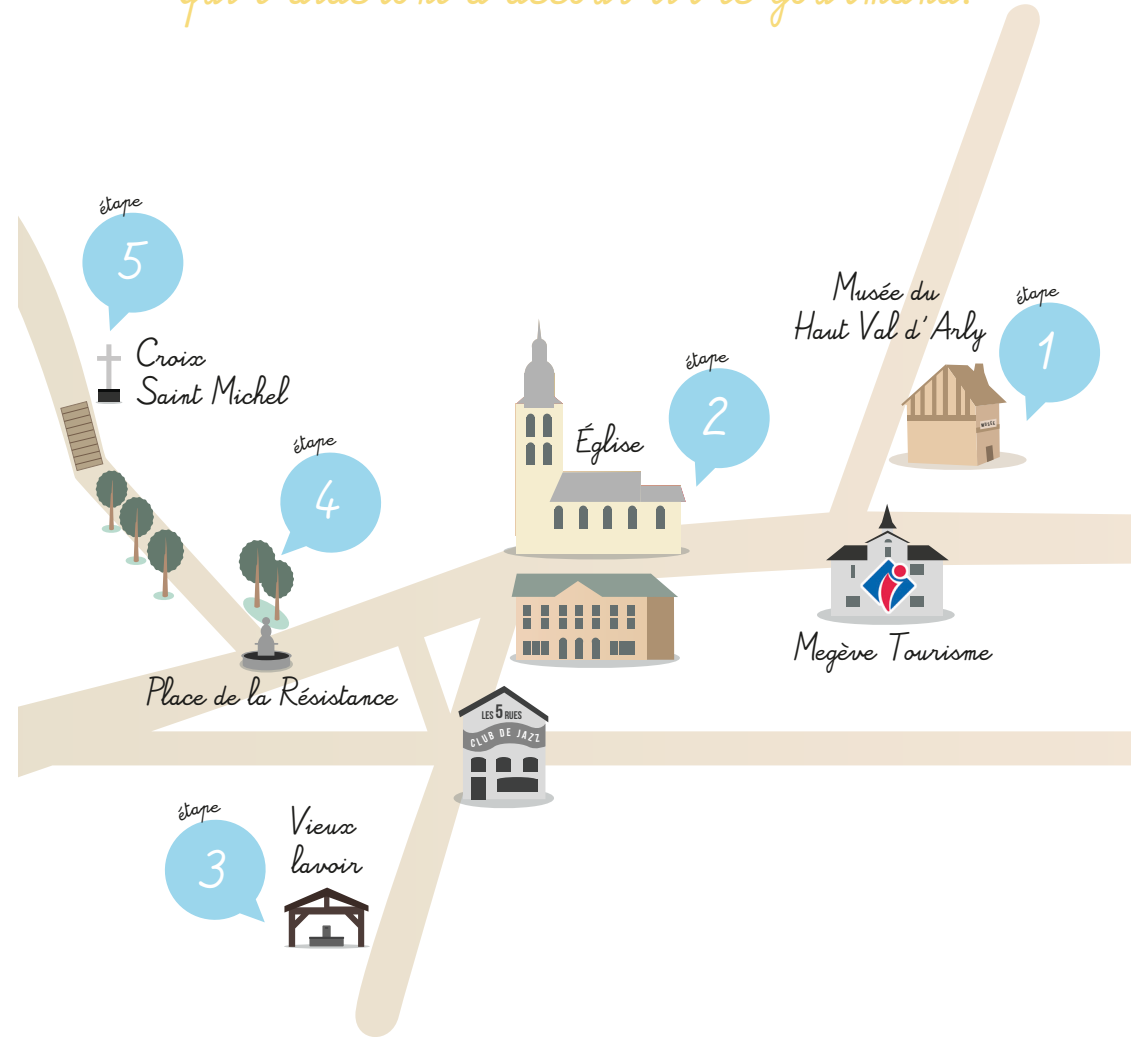 étape
5
Croix
Saint Michel
étape
4
Place de la Résistance
étape
2
Église
Musée du
Haut Val d'Arly
étape
1
MUSÉE
Megève Tourisme
LES 5 RUES
CLUB DE JAZZ
étape
3
Vieux
lavoir